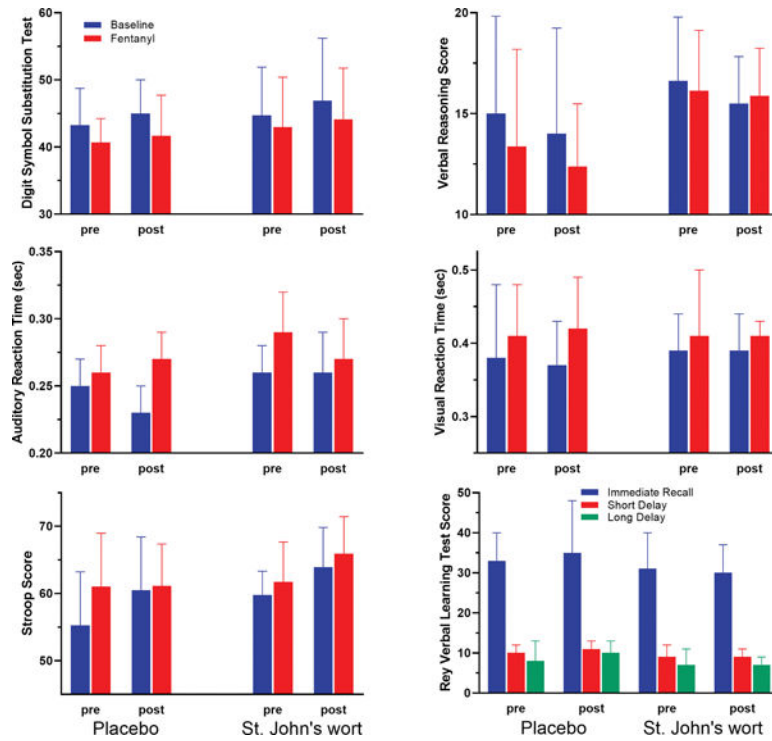 Digit Symbol Substitution Test
60
50
40
30
Baseline
Fentanyl
pre
post
pre
post
Verbal Reasoning Score
20
15
10
pre
post
pre
post
Auditory Reaction Time (sec)
0.35
0.30
0.25
0.20
pre
post
pre
post
Visual Reaction Time (sec)
0.5
0.4
0.3
pre
post
pre
post
Stroop Score
70
60
50
pre
post
pre
post
Placebo
St. John's wort
Rey Verbal Learning Test Score
50
40
30
20
10
0
Immediate Recall
Short Delay
Long Delay
pre
post
pre
post
Placebo
St. John's wort